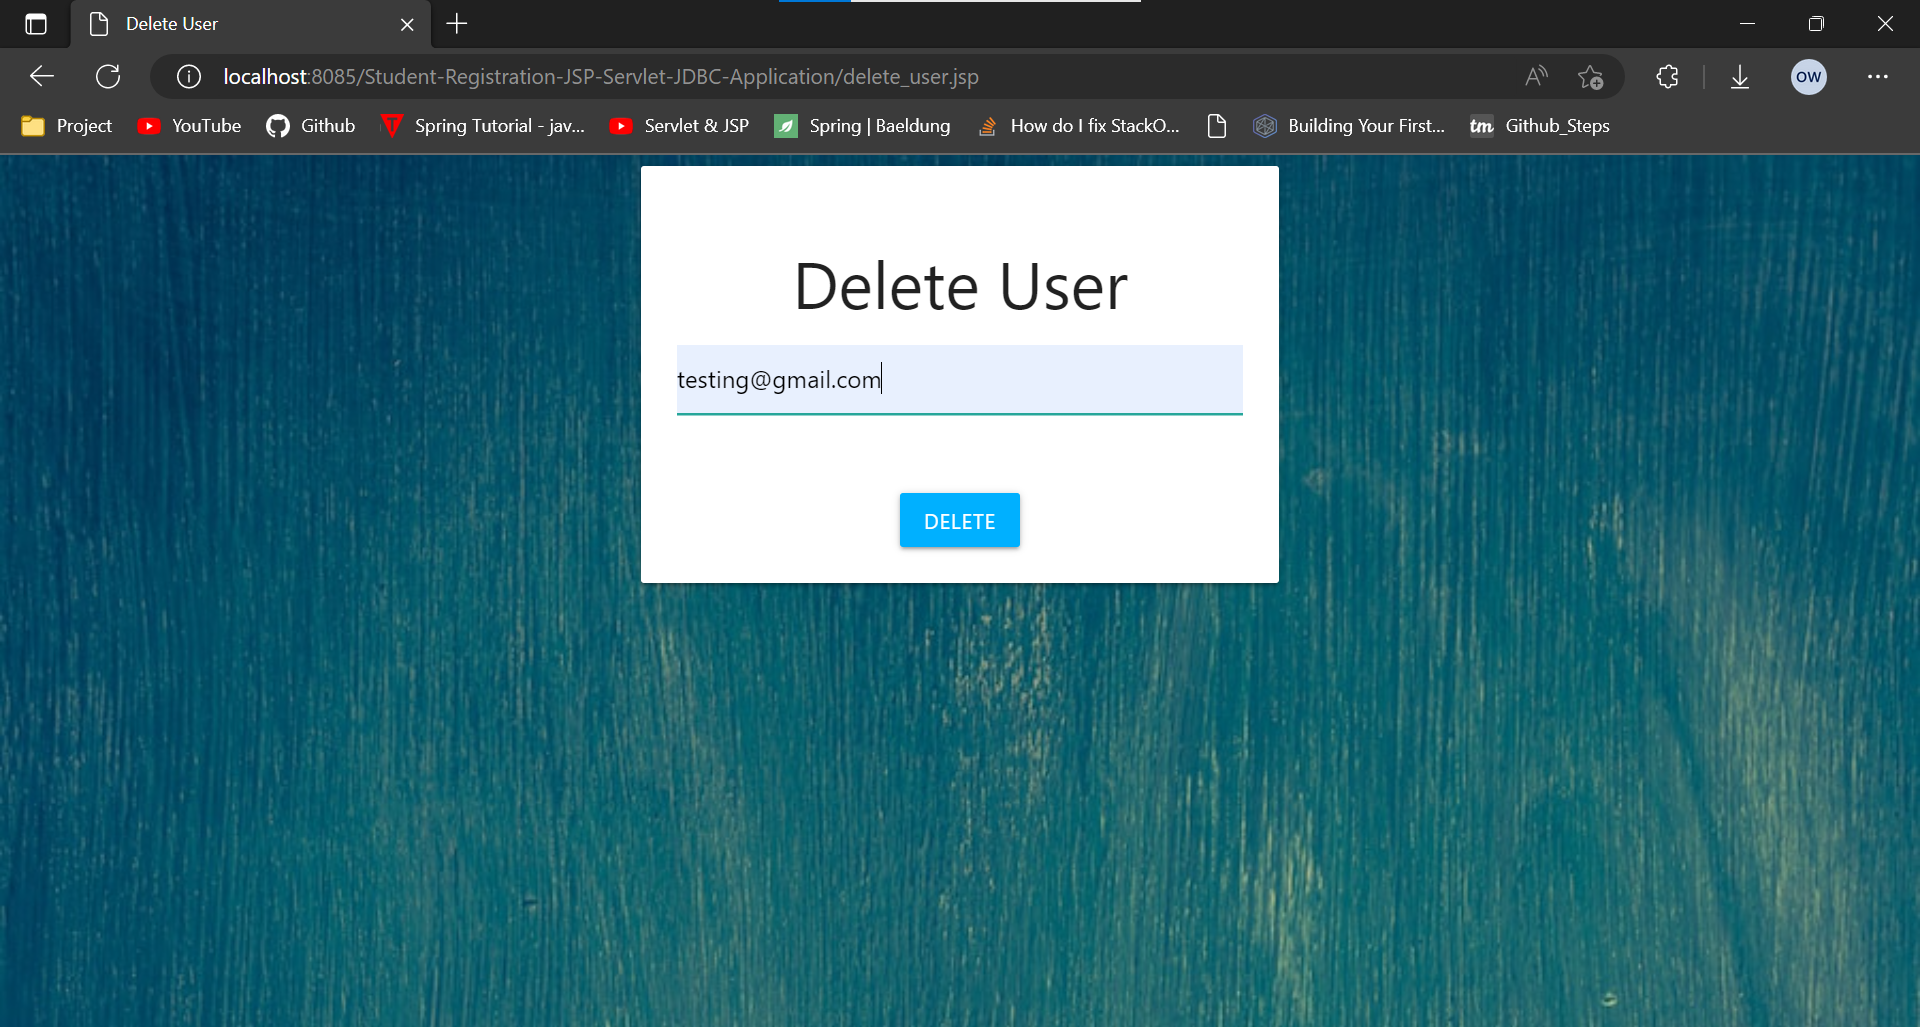 Delete User
localhost:8085/Student-Registration-JSP-Servlet-JDBC-Application/delete_user.jsp
A
OW
Project YouTube Github Spring Tutorial - jav... Servlet & JSP Spring | Baeldung How do I fix StackO... Building Your First... tm Github_Steps
Delete User
testing@gmail.com
DELETE